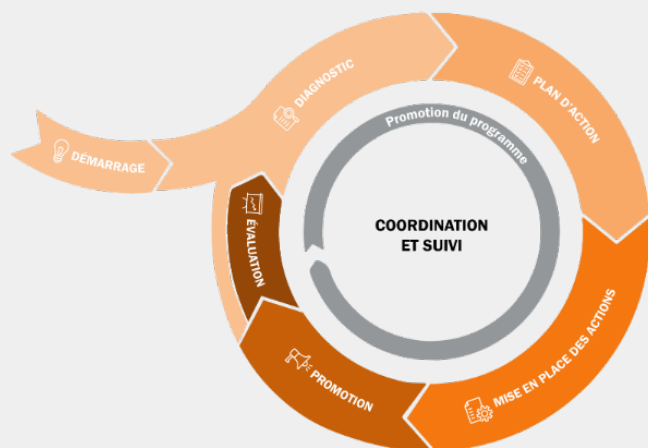 DÉMARRAGE
DIAGNOSTIC
PLAN D'ACTION
MISE EN PLACE DES ACTIONS
PROMOTION
ÉVALUATION
Promotion du programme
COORDINATION
ET SUIVI